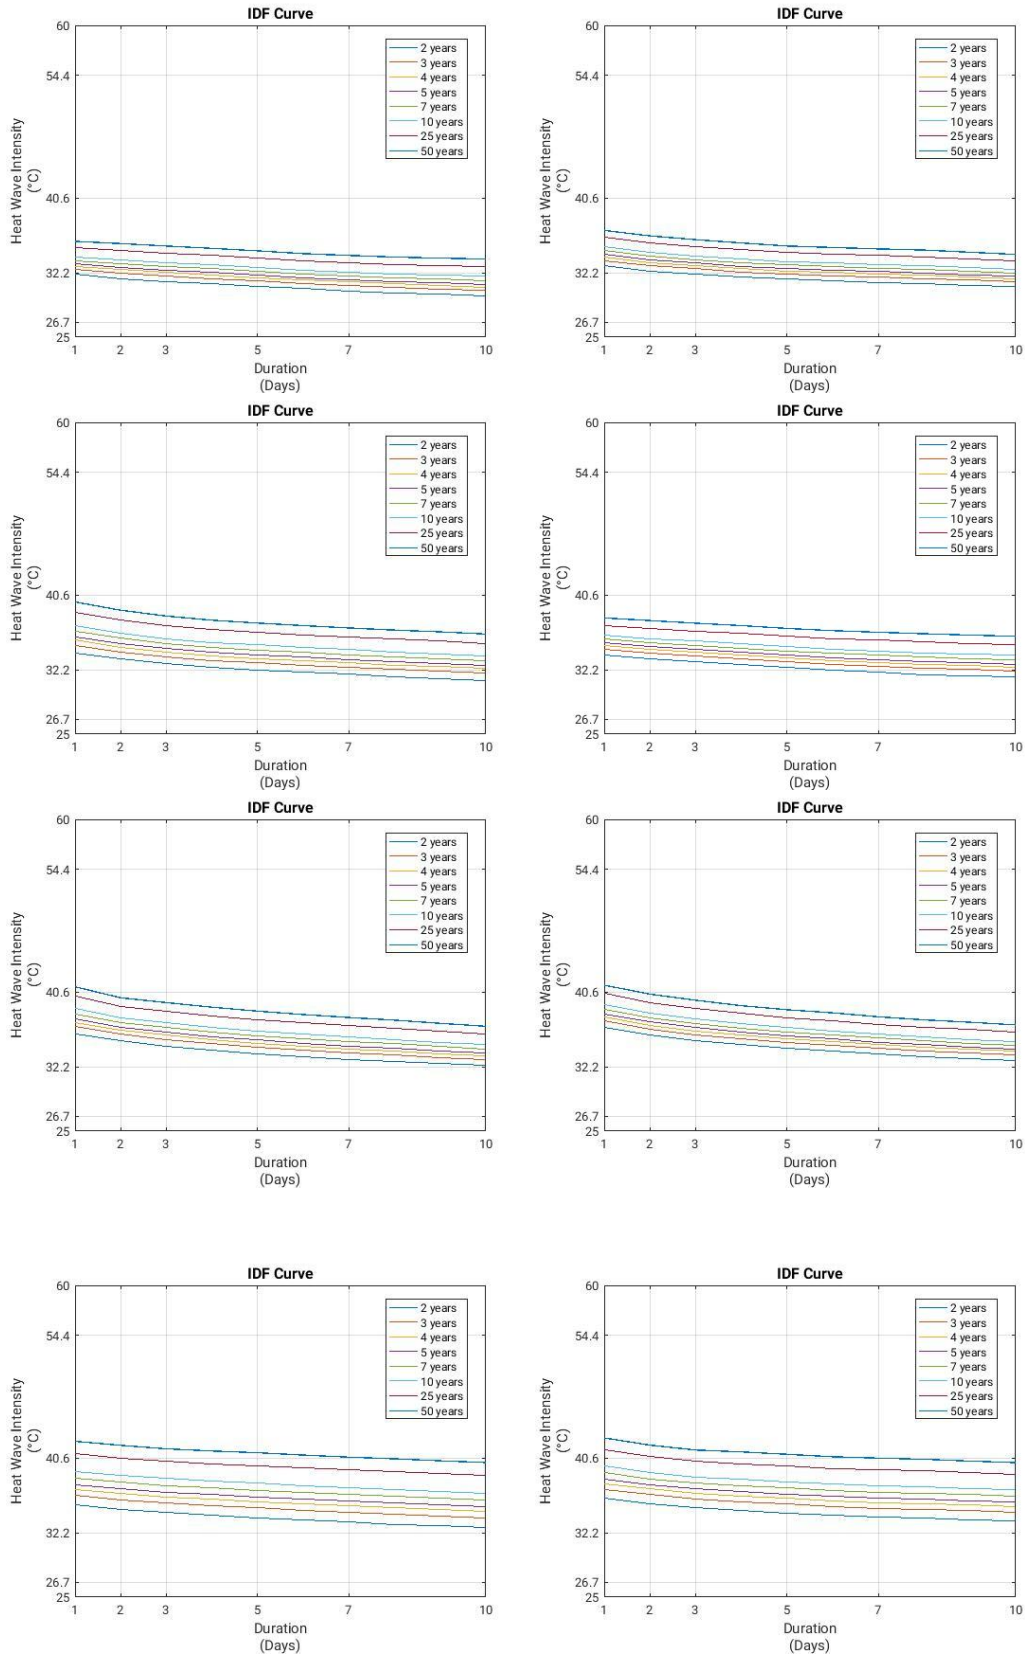 IDF Curve
60
54.4
40.6
32.2
26.7
25
Heat Wave Intensity
(°C)
2 years
3 years
4 years
5 years
7 years
10 years
25 years
50 years
1 2 3 5 7 10
Duration
(Days)
IDF Curve
60
54.4
40.6
32.2
26.7
25
Heat Wave Intensity
(°C)
2 years
3 years
4 years
5 years
7 years
10 years
25 years
50 years
1 2 3 5 7 10
Duration
(Days)
IDF Curve
60
54.4
40.6
32.2
26.7
25
Heat Wave Intensity
(°C)
2 years
3 years
4 years
5 years
7 years
10 years
25 years
50 years
1 2 3 5 7 10
Duration
(Days)
IDF Curve
60
54.4
40.6
32.2
26.7
25
Heat Wave Intensity
(°C)
2 years
3 years
4 years
5 years
7 years
10 years
25 years
50 years
1 2 3 5 7 10
Duration
(Days)
IDF Curve
60
54.4
40.6
32.2
26.7
25
Heat Wave Intensity
(°C)
2 years
3 years
4 years
5 years
7 years
10 years
25 years
50 years
1 2 3 5 7 10
Duration
(Days)
IDF Curve
60
54.4
40.6
32.2
26.7
25
Heat Wave Intensity
(°C)
2 years
3 years
4 years
5 years
7 years
10 years
25 years
50 years
1 2 3 5 7 10
Duration
(Days)
IDF Curve
60
54.4
40.6
32.2
26.7
25
Heat Wave Intensity
(°C)
2 years
3 years
4 years
5 years
7 years
10 years
25 years
50 years
1 2 3 5 7 10
Duration
(Days)
IDF Curve
60
54.4
40.6
32.2
26.7
25
Heat Wave Intensity
(°C)
2 years
3 years
4 years
5 years
7 years
10 years
25 years
50 years
1 2 3 5 7 10
Duration
(Days)